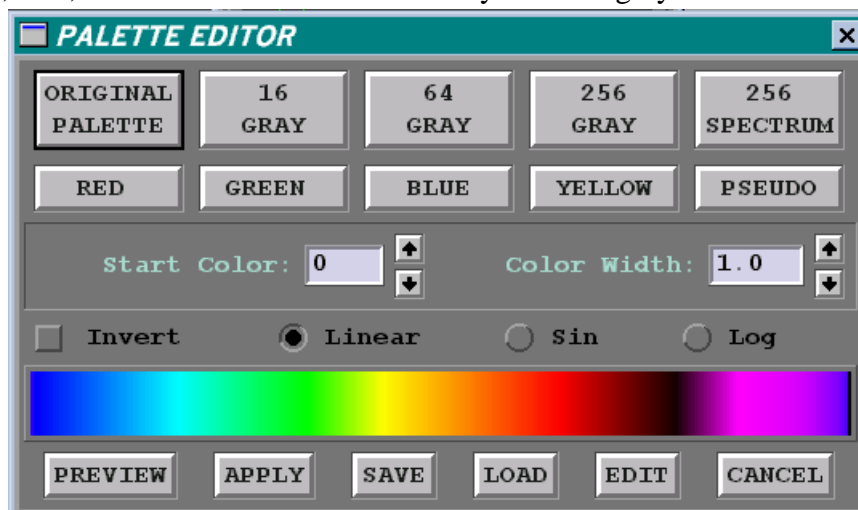 PALETTE EDITOR
ORIGINAL PALETTE
16 GRAY
64 GRAY
256 GRAY
256 SPECTRUM
RED GREEN BLUE YELLOW PSEUDO
Start Color: 0 Color Width: 1.0
Invert Linear Sin Log
PREVIEW APPLY SAVE LOAD EDIT CANCEL